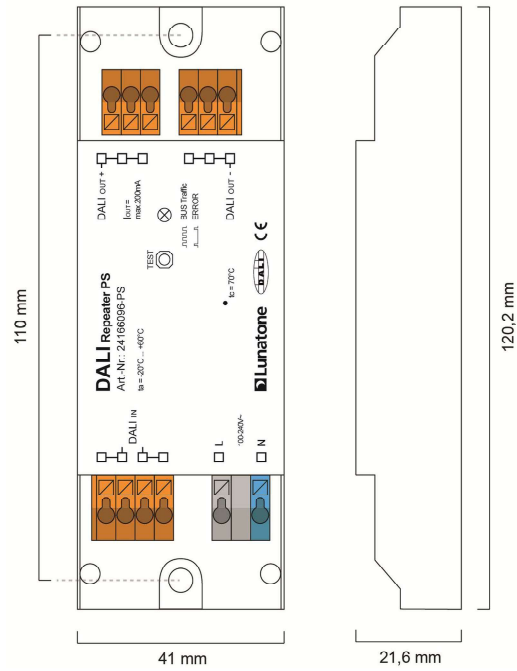 DALI OUT +
IOUT=
max.200mA
BUS Traffic
ERROR
DALI OUT -
TEST
DALI Repeater PS
Art.-Nr.: 24166096-PS
ta = -20°C ... +60°C
• tc = 70°C
Lunatone
DALI
CE
DALI IN
L
100-240V~
N
110 mm
120,2 mm
41 mm
21,6 mm